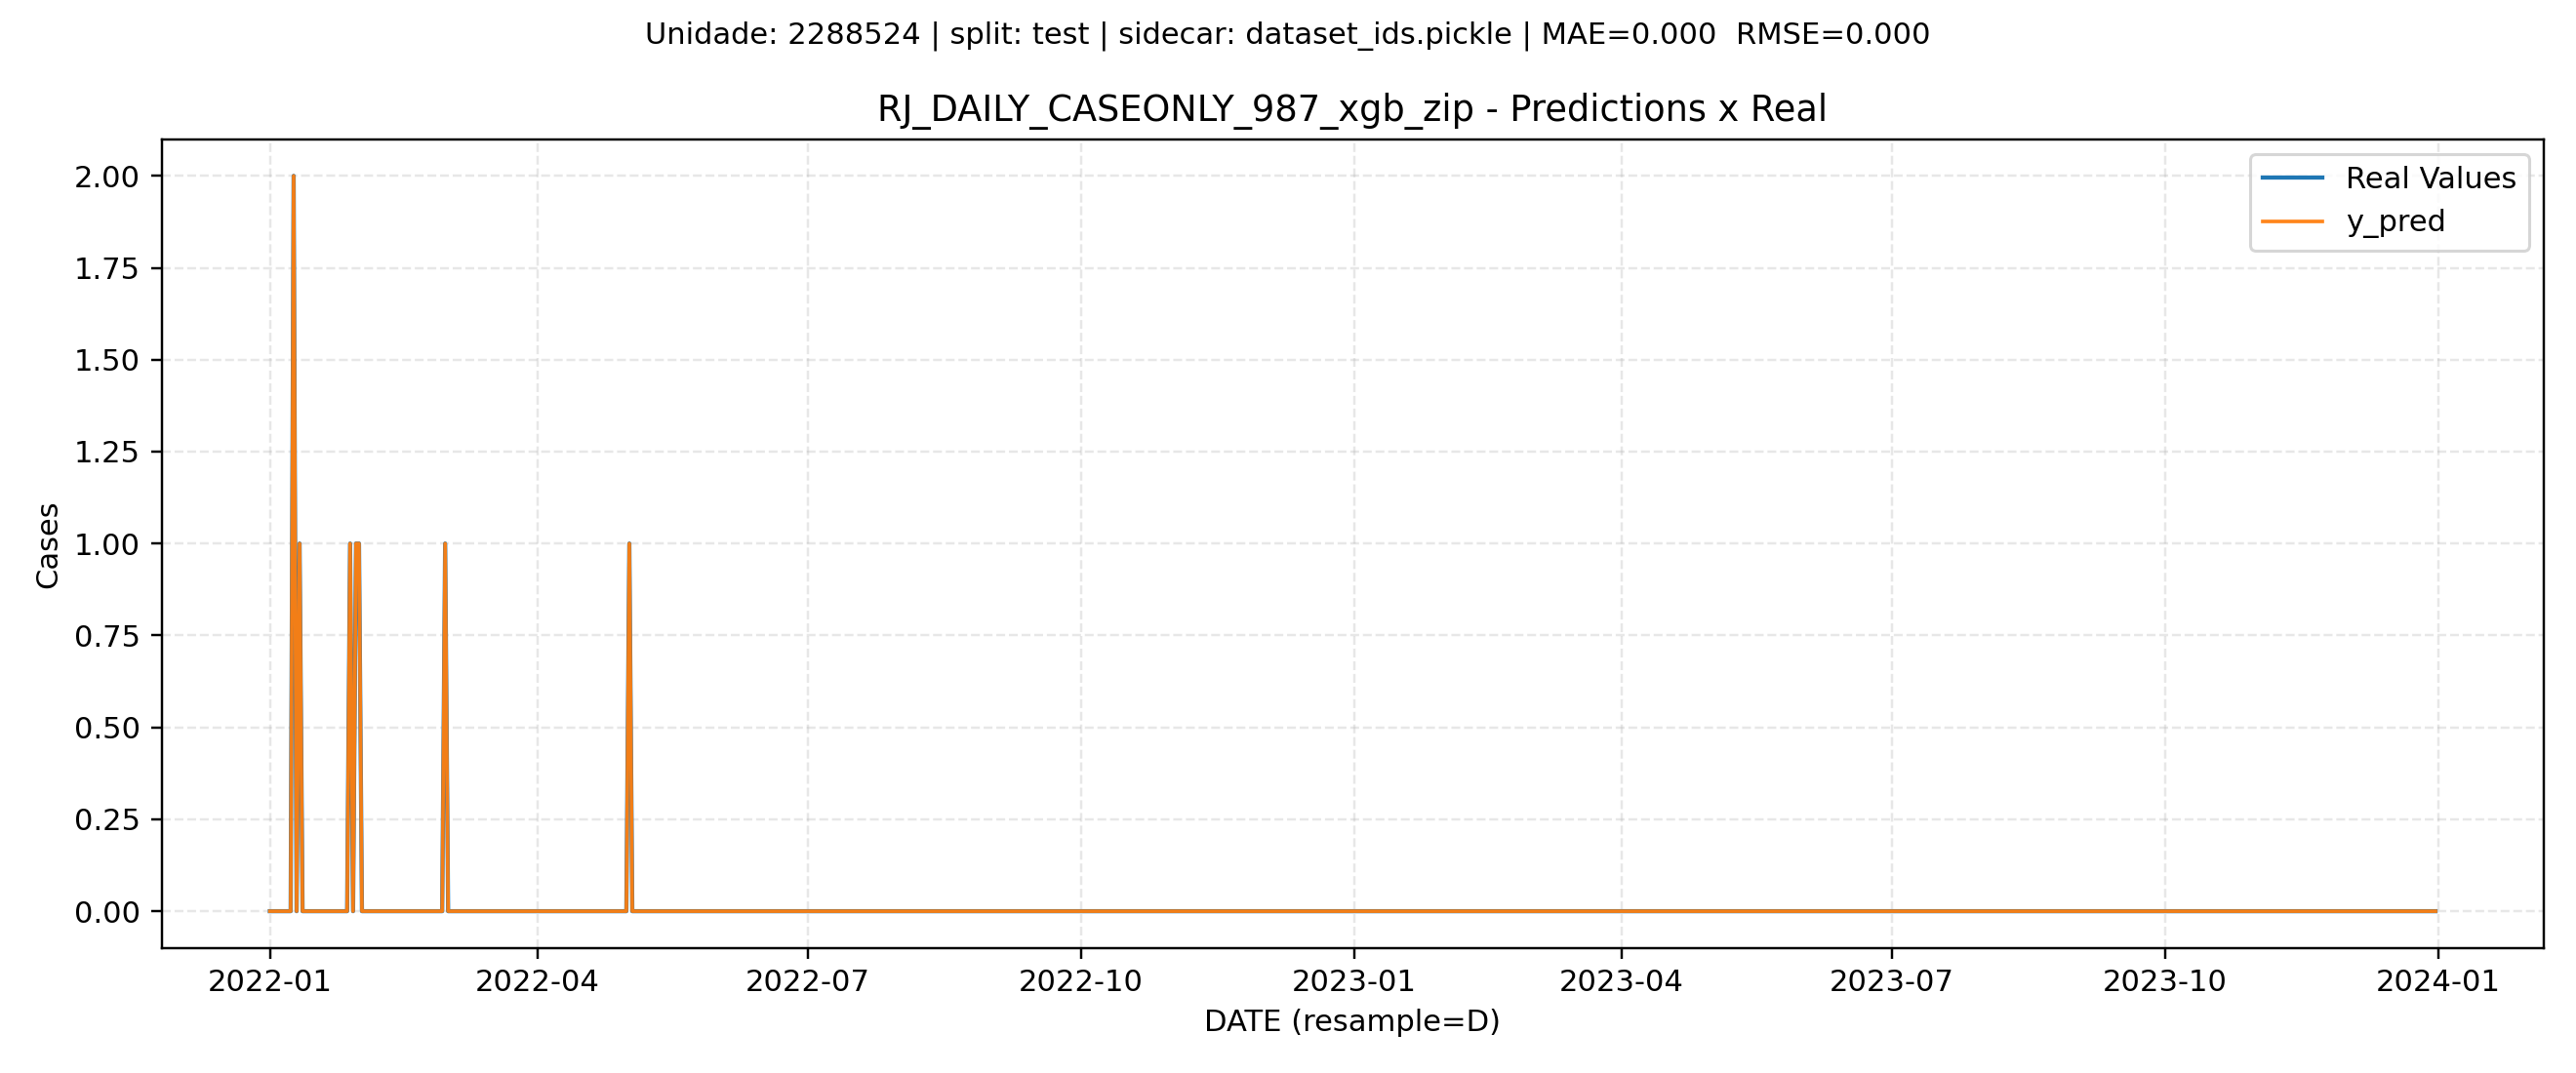 Unidade: 2288524 | split: test | sidecar: dataset_ids.pickle | MAE=0.000  RMSE=0.000
RJ_DAILY_CASEONLY_987_xgb_zip - Predictions x Real
Real Values
y_pred
Cases
2.00
1.75
1.50
1.25
1.00
0.75
0.50
0.25
0.00
2022-01 2022-04 2022-07 2022-10 2023-01 2023-04 2023-07 2023-10 2024-01
DATE (resample=D)